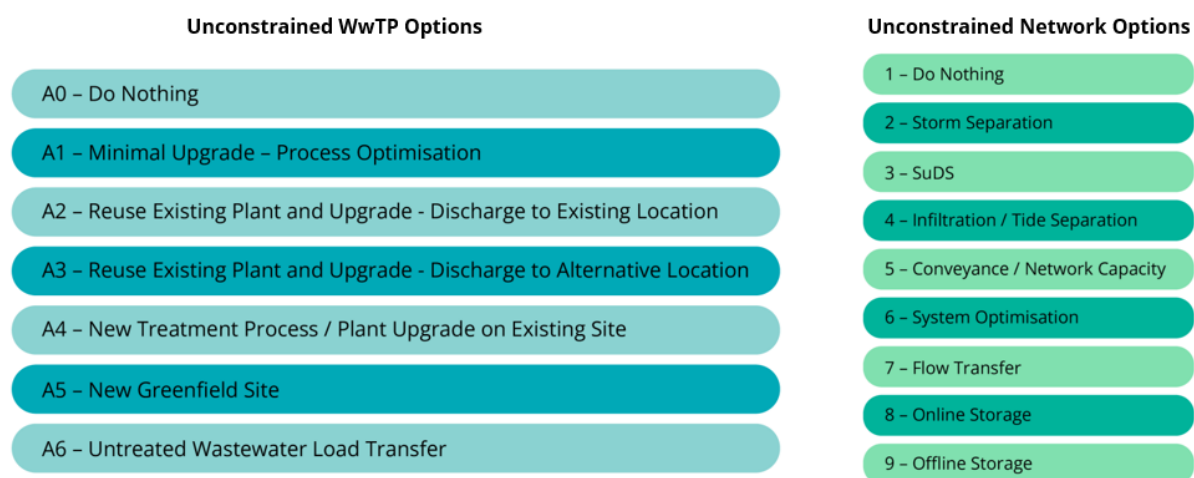 Unconstrained WwTP Options
A0 – Do Nothing
A1 – Minimal Upgrade – Process Optimisation
A2 – Reuse Existing Plant and Upgrade - Discharge to Existing Location
A3 – Reuse Existing Plant and Upgrade - Discharge to Alternative Location
A4 – New Treatment Process / Plant Upgrade on Existing Site
A5 – New Greenfield Site
A6 – Untreated Wastewater Load Transfer
Unconstrained Network Options
1 – Do Nothing
2 – Storm Separation
3 – SuDS
4 – Infiltration / Tide Separation
5 – Conveyance / Network Capacity
6 – System Optimisation
7 – Flow Transfer
8 – Online Storage
9 – Offline Storage